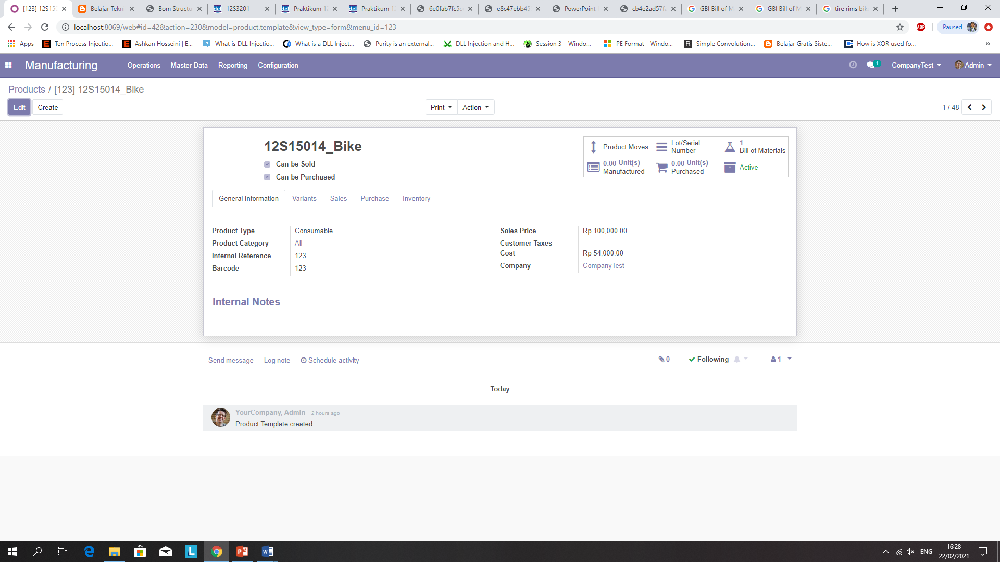 [123] 12S150
Belajar Tekn
Bom Structu
12S3201
Praktikum 1
Praktikum 1
6e0fab7fc5c
e8c47ebb45
PowerPoint-
cb4e2ad57fa
GBI Bill of M
GBI Bill of M
tire rims bik
localhost:8069/web#id=42&action=230&model=product.template&view_type=form&menu_id=123
ABP
Paused
Apps
Ten Process Injectio...
Ashkan Hosseini | E...
What is DLL Injectio...
What is a DLL Inject...
Purity is an external...
DLL Injection and H...
Session 3 – Windo...
PE Format - Windo...
Simple Convolution...
Belajar Gratis Siste...
How is XOR used fo...
»
Manufacturing
Operations
Master Data
Reporting
Configuration
1
CompanyTest
Admin
Products / [123] 12S15014_Bike
Edit
Create
Print
Action
1 / 48
12S15014_Bike
Can be Sold
Can be Purchased
Product Moves
Lot/Serial
Number
1
Bill of Materials
0.00 Unit(s)
Manufactured
0.00 Unit(s)
Purchased
Active
General Information
Variants
Sales
Purchase
Inventory
Product Type
Consumable
Product Category
All
Internal Reference
123
Barcode
123
Sales Price
Rp 100,000.00
Customer Taxes
Cost
Rp 54,000.00
Company
CompanyTest
Internal Notes
Send message
Log note
Schedule activity
0
Following
1
Today
YourCompany, Admin - 2 hours ago
Product Template created
ENG
16:28
22/02/2021